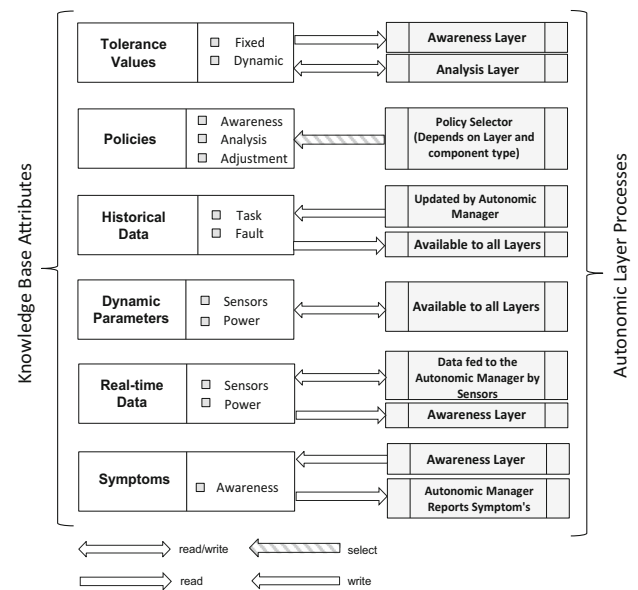 Knowledge Base Attributes
Tolerance
Values
Fixed
Dynamic
Awareness Layer
Analysis Layer
Policies
Awareness
Analysis
Adjustment
Policy Selector
(Depends on Layer and
component type)
Historical
Data
Task
Fault
Updated by Autonomic
Manager
Available to all Layers
Dynamic
Parameters
Sensors
Power
Available to all Layers
Real-time
Data
Sensors
Power
Data fed to the
Autonomic Manager by
Sensors
Awareness Layer
Symptoms
Awareness
Awareness Layer
Autonomic Manager
Reports Symptom's
Autonomic Layer Processes
read/write
select
read
write